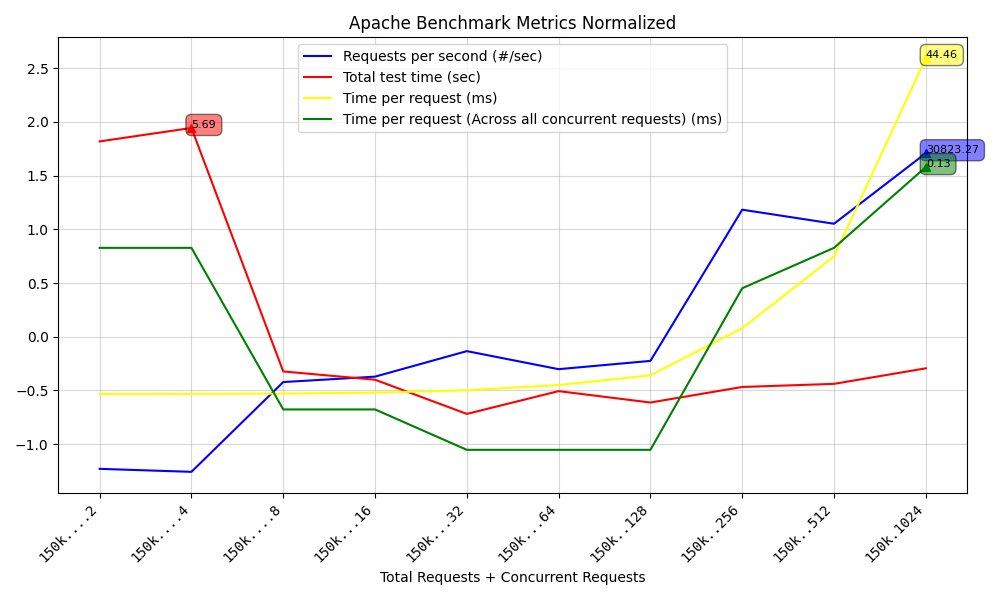 Apache Benchmark Metrics Normalized
Requests per second (#/sec)
Total test time (sec)
Time per request (ms)
Time per request (Across all concurrent requests) (ms)
44.46
5.69
30823.27
0.13
2.5
2.0
1.5
1.0
0.5
0.0
−0.5
−1.0
150k....2
150k....4
150k....8
150k...16
150k...32
150k...64
150k..128
150k..256
150k..512
150k.1024
Total Requests + Concurrent Requests